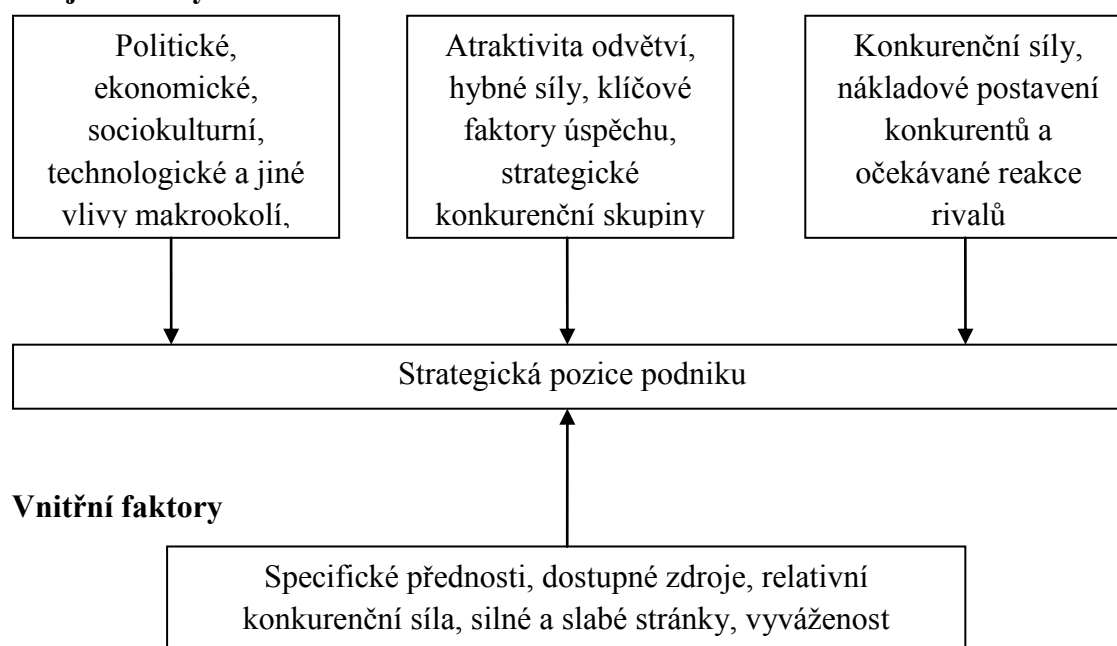 Politické,
ekonomické,
sociokulturní,
technologické a jiné
vlivy makrookolí,
Atraktivita odvětví,
hybné síly, klíčové
faktory úspěchu,
strategické
konkurenční skupiny
Konkurenční síly,
nákladové postavení
konkurentů a
očekávané reakce
rivalů
Strategická pozice podniku
Vnitřní faktory
Specifické přednosti, dostupné zdroje, relativní
konkurenční síla, silné a slabé stránky, vyváženost